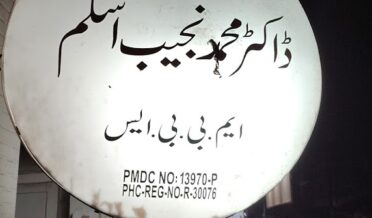 ڈاکٹر محمد نجیب اسلم
ایم.بی.بی.ایس
PMDC NO:13970-P
PHC-REG-NO-R-30076